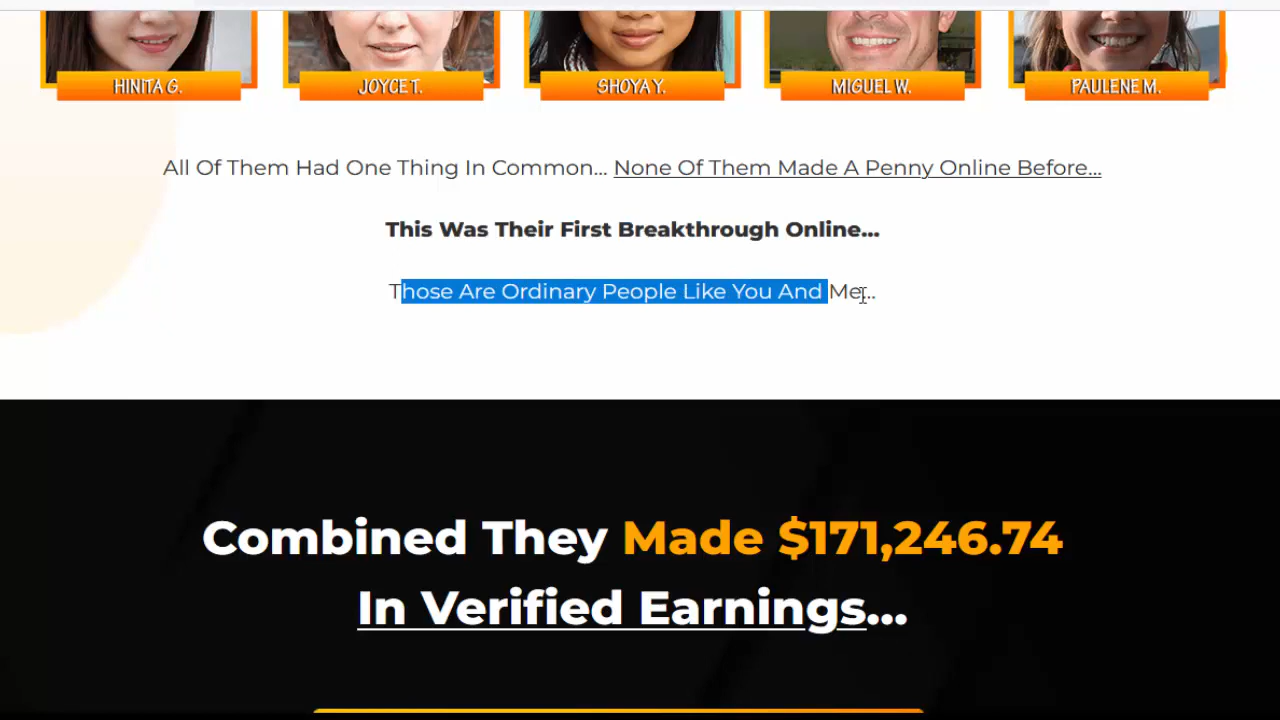 HINITA G.
JOYCE T.
SHOYA Y.
MIGUEL W.
PAULENE M.
All Of Them Had One Thing In Common... None Of Them Made A Penny Online Before...
This Was Their First Breakthrough Online...
Those Are Ordinary People Like You And Me...
Combined They Made $171,246.74
In Verified Earnings...